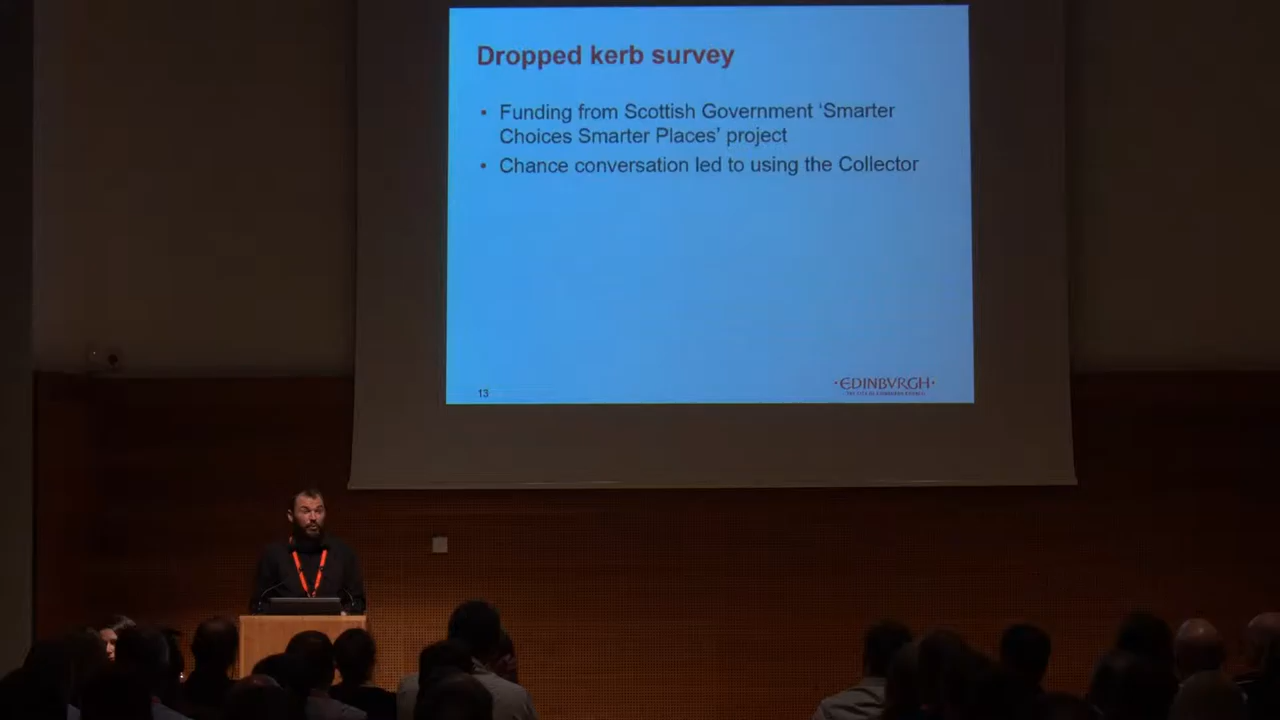 Dropped kerb survey
• Funding from Scottish Government ‘Smarter
Choices Smarter Places’ project
• Chance conversation led to using the Collector
13
·EDINBVRGH·